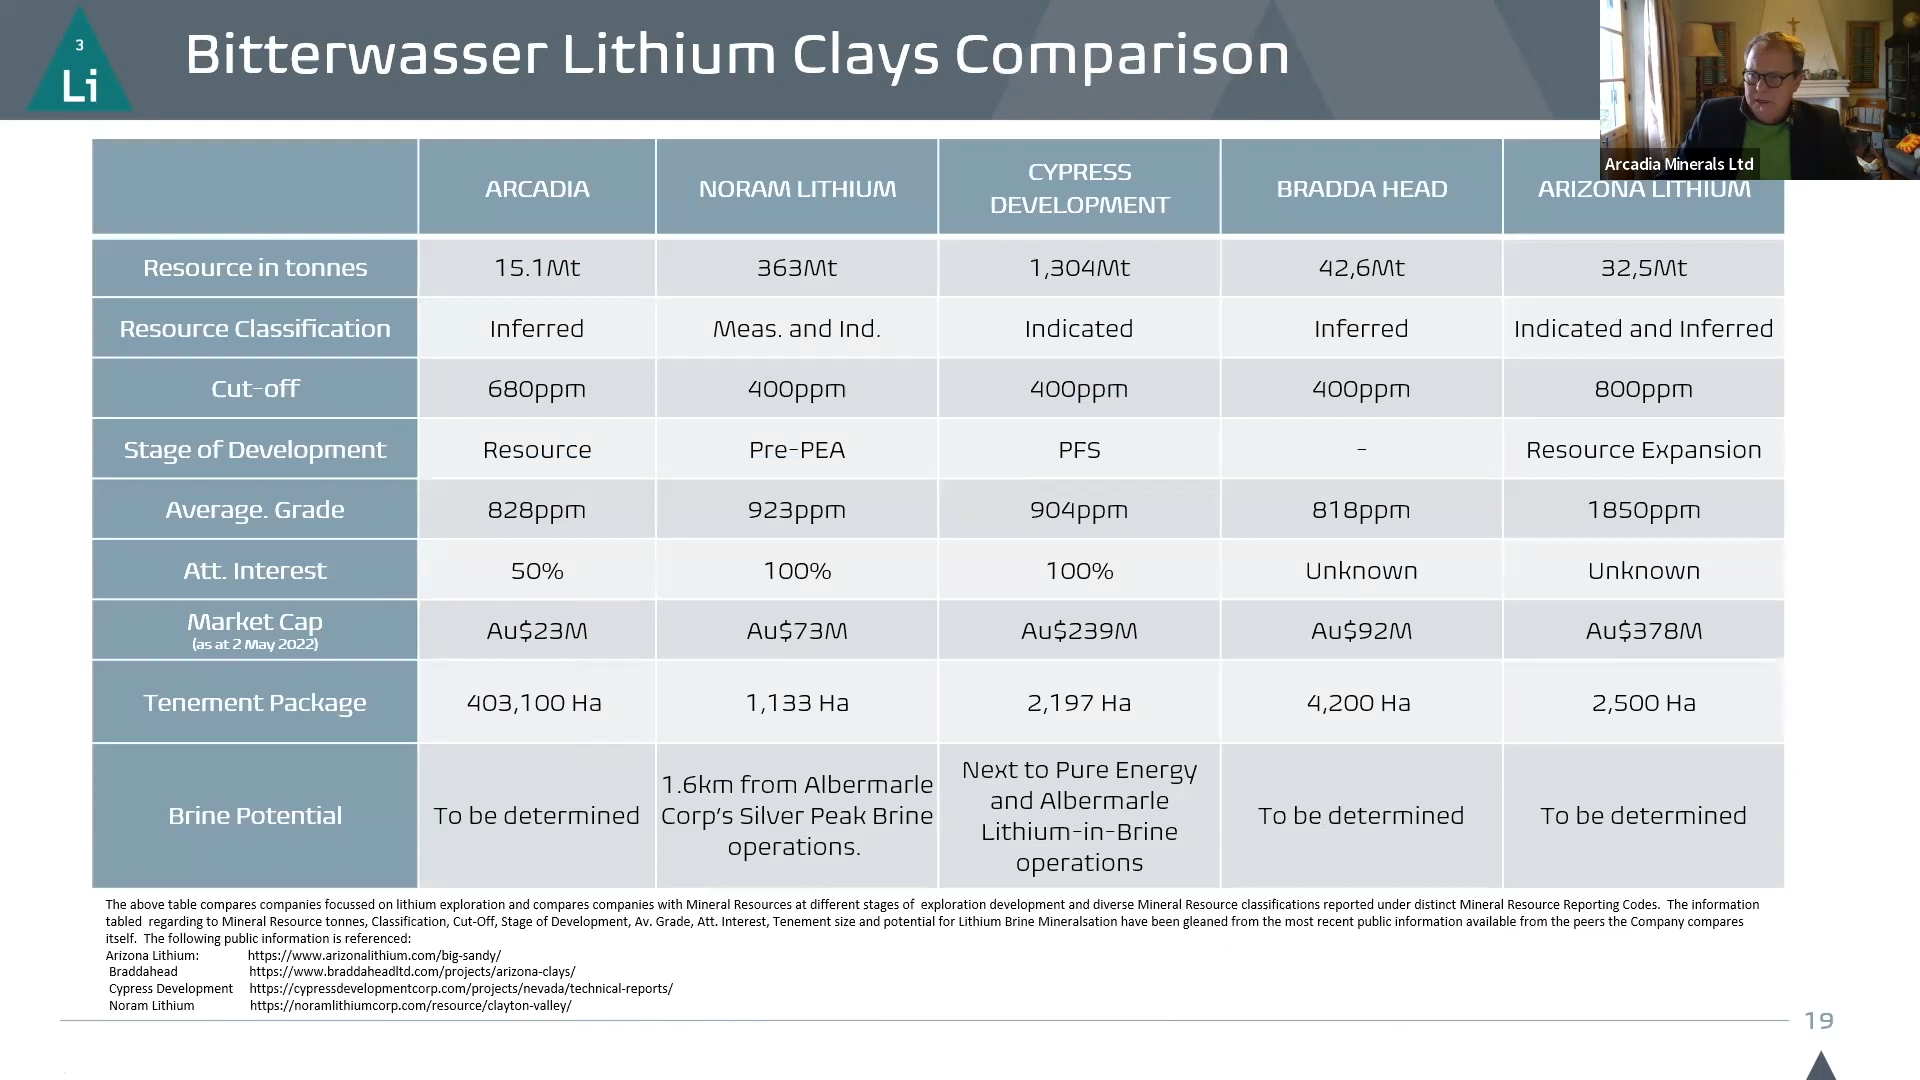 3
Li
Bitterwasser Lithium Clays Comparison
Arcadia Minerals Ltd
ARCADIA
NORAM LITHIUM
CYPRESS
DEVELOPMENT
BRADDA HEAD
ARIZONA LITHIUM
Resource in tonnes
15.1Mt
363Mt
1,304Mt
42,6Mt
32,5Mt
Resource Classification
Inferred
Meas. and Ind.
Indicated
Inferred
Indicated and Inferred
Cut-off
680ppm
400ppm
400ppm
400ppm
800ppm
Stage of Development
Resource
Pre-PEA
PFS
-
Resource Expansion
Average. Grade
828ppm
923ppm
904ppm
818ppm
1850ppm
Att. Interest
50%
100%
100%
Unknown
Unknown
Market Cap
(as at 2 May 2022)
Au$23M
Au$73M
Au$239M
Au$92M
Au$378M
Tenement Package
403,100 Ha
1,133 Ha
2,197 Ha
4,200 Ha
2,500 Ha
Brine Potential
To be determined
1.6km from Albermarle
Corp's Silver Peak Brine
operations.
Next to Pure Energy
and Albermarle
Lithium-in-Brine
operations
To be determined
To be determined
The above table compares companies focussed on lithium exploration and compares companies with Mineral Resources at different stages of exploration development and diverse Mineral Resource classifications reported under distinct Mineral Resource Reporting Codes. The information
tabled regarding to Mineral Resource tonnes, Classification, Cut-Off, Stage of Development, Av. Grade, Att. Interest, Tenement size and potential for Lithium Brine Mineralsation have been gleaned from the most recent public information available from the peers the Company compares
itself. The following public information is referenced:
Arizona Lithium: https://www.arizonalithium.com/big-sandy/
Braddahead https://www.braddaheadltd.com/projects/arizona-clays/
Cypress Development https://cypressdevelopmentcorp.com/projects/nevada/technical-reports/
Noram Lithium https://noramlithiumcorp.com/resource/clayton-valley/
19